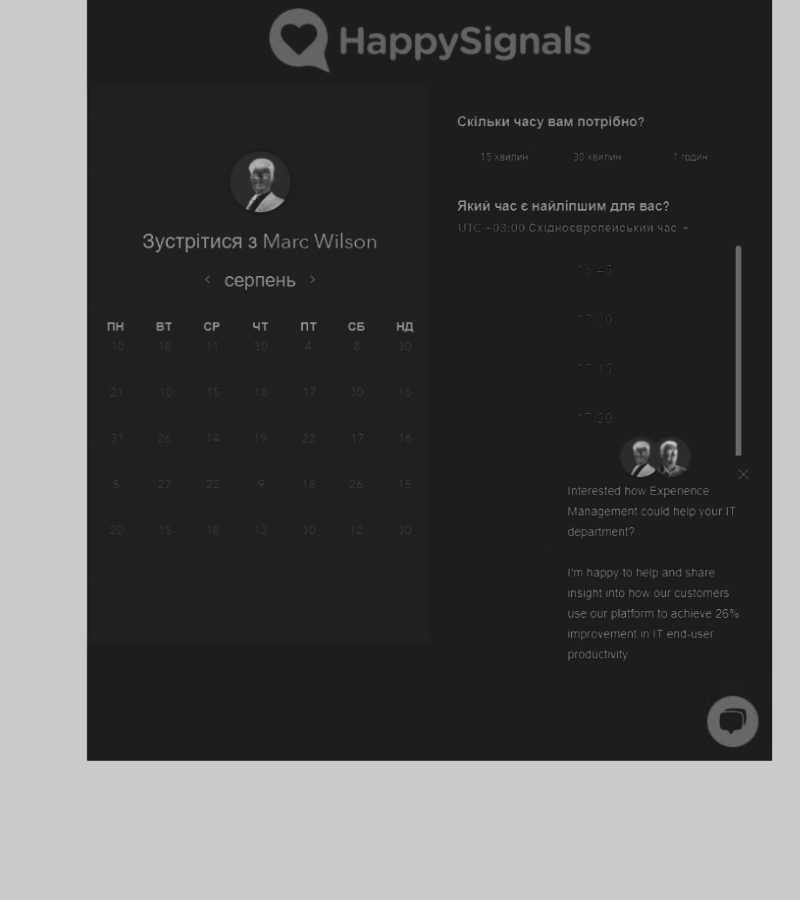 HappySignals
Зустрітися з Marc Wilson
серпень
ПН ВТ СР ЧТ ПТ СБ НД
10 16 11 30 4 8 30
21 10 15 16 17 30 15
31 26 14 19 22 17 16
5 27 22 9 18 26 15
20 15 18 13 30 12 30
Скільки часу вам потрібно?
15 хвилин 30 хвилин 1 годин
Який час є найліпшим для вас?
UTC +03:00 Східноєвропейський час
16:45
17:00
17:15
17:30
Interested how Experience
Management could help your IT
department?
I'm happy to help and share
insight into how our customers
use our platform to achieve 26%
improvement in IT end-user
productivity